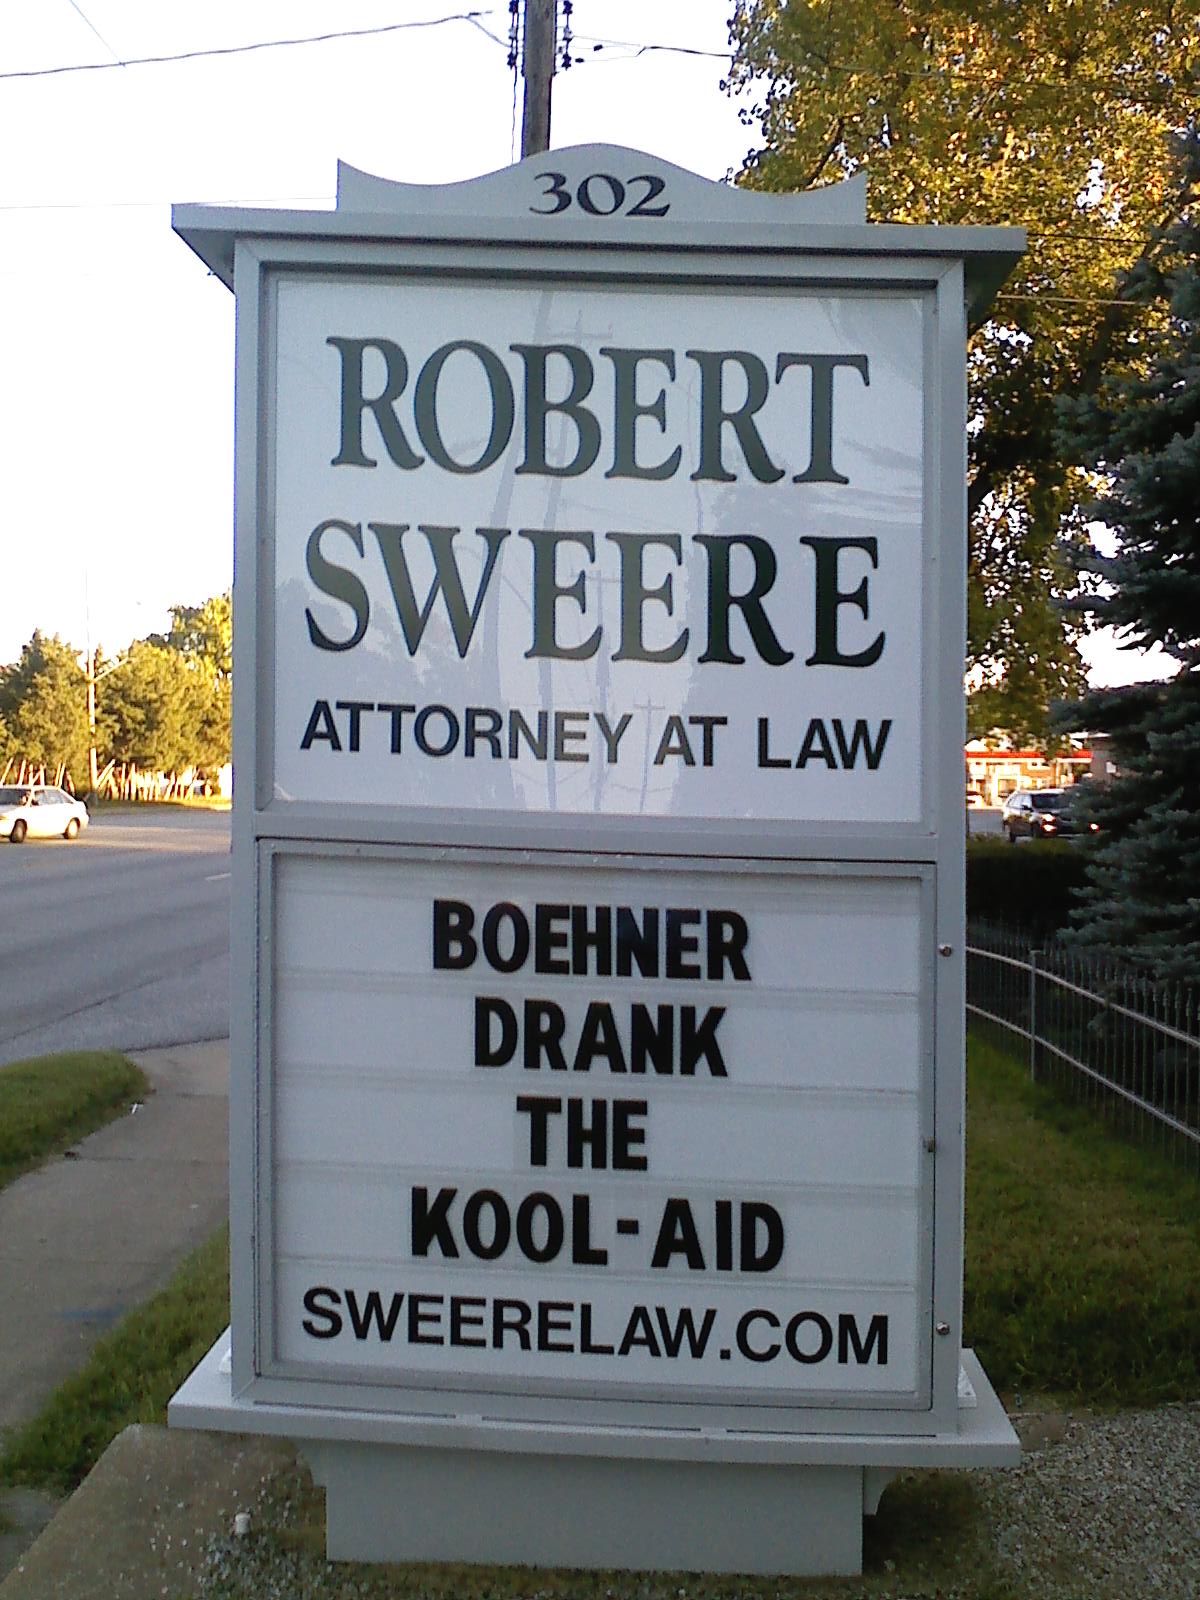 302
ROBERT
SWEERE
ATTORNEY AT LAW
BOEHNER
DRANK
THE
KOOL-AID
SWEERELAW.COM